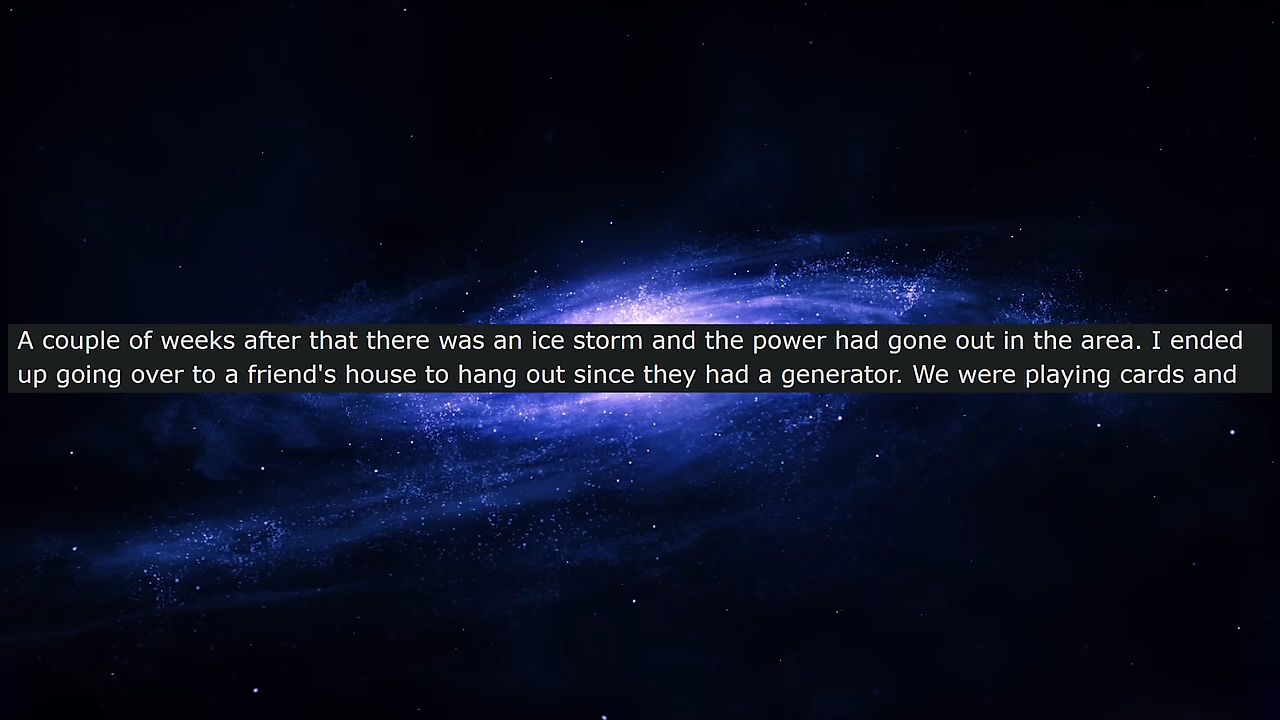 A couple of weeks after that there was an ice storm and the power had gone out in the area. I ended
up going over to a friend's house to hang out since they had a generator. We were playing cards and